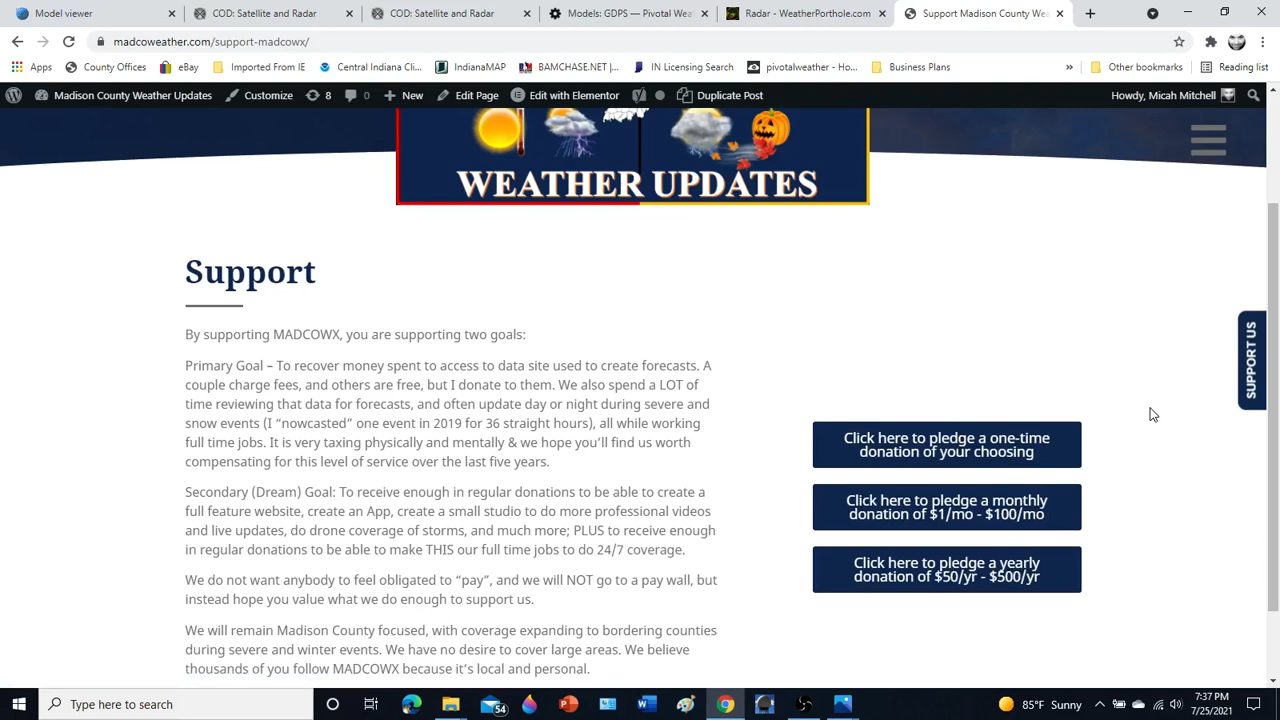 Model viewer
COD: Satellite and Radar
COD: Satellite and Radar
Models: GDPS — Pivotal Weat
Radar - WeatherPorthole.com
Support Madison County Weath
madcoweather.com/support-madcowx/
Apps
County Offices
eBay
Imported From IE
Central Indiana Cli...
IndianaMAP
BAMCHASE.NET |...
IN Licensing Search
pivotalweather - Ho...
Business Plans
Other bookmarks
Reading list
Madison County Weather Updates
Customize
8
0
New
Edit Page
Edit with Elementor
Duplicate Post
Howdy, Micah Mitchell
WEATHER UPDATES
Support
By supporting MADCOWX, you are supporting two goals:
Primary Goal – To recover money spent to access to data site used to create forecasts. A
couple charge fees, and others are free, but I donate to them. We also spend a LOT of
time reviewing that data for forecasts, and often update day or night during severe and
snow events (I “nowcasted” one event in 2019 for 36 straight hours), all while working
full time jobs. It is very taxing physically and mentally & we hope you’ll find us worth
compensating for this level of service over the last five years.
Secondary (Dream) Goal: To receive enough in regular donations to be able to create a
full feature website, create an App, create a small studio to do more professional videos
and live updates, do drone coverage of storms, and much more; PLUS to receive enough
in regular donations to be able to make THIS our full time jobs to do 24/7 coverage.
We do not want anybody to feel obligated to “pay”, and we will NOT go to a pay wall, but
instead hope you value what we do enough to support us.
We will remain Madison County focused, with coverage expanding to bordering counties
during severe and winter events. We have no desire to cover large areas. We believe
thousands of you follow MADCOWX because it’s local and personal.
Click here to pledge a one-time
donation of your choosing
Click here to pledge a monthly
donation of $1/mo - $100/mo
Click here to pledge a yearly
donation of $50/yr - $500/yr
SUPPORT US
Type here to search
54
85°F Sunny
7:37 PM
7/25/2021